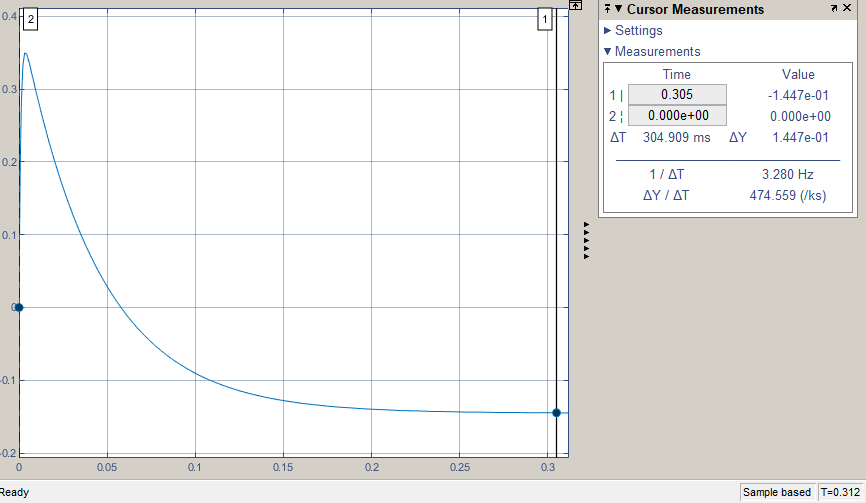 0.4
0.3
0.2
0.1
0
-0.1
-0.2
0 0.05 0.1 0.15 0.2 0.25 0.3
2
1
Cursor Measurements
Settings
Measurements
Time Value
1 | 0.305 -1.447e-01
2 ¦ 0.000e+00 0.000e+00
ΔT 304.909 ms ΔY 1.447e-01
1 / ΔT 3.280 Hz
ΔY / ΔT 474.559 (/ks)
Ready
Sample based T=0.312